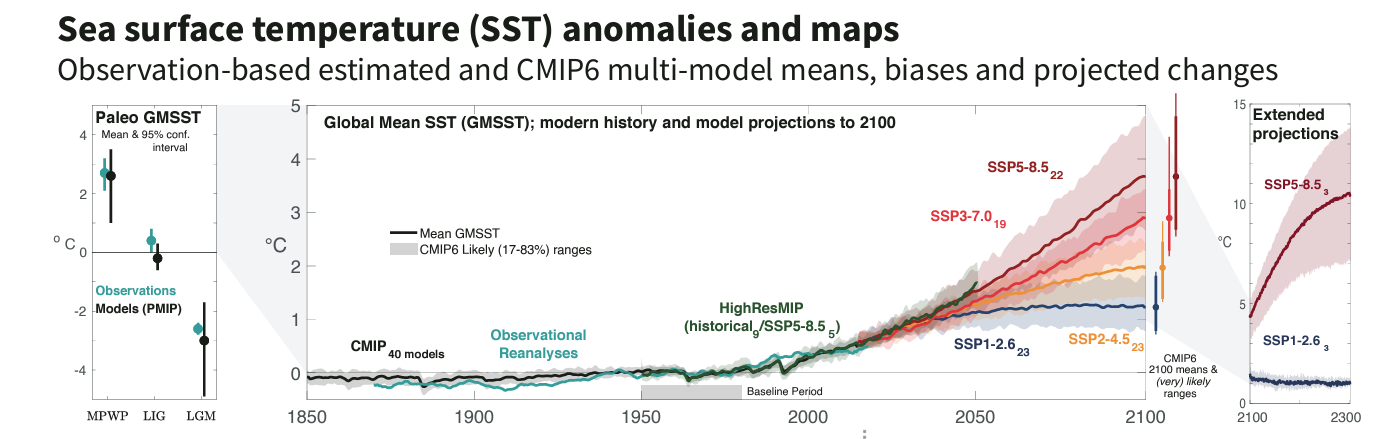 Sea surface temperature (SST) anomalies and maps
Observation-based estimated and CMIP6 multi-model means, biases and projected changes
Paleo GMSST
Mean & 95% conf.
interval
4
2
0
-2
-4
º C
Observations
Models (PMIP)
MPWP LIG LGM
5
4
3
2
1
0
°C
Global Mean SST (GMSST); modern history and model projections to 2100
Mean GMSST
CMIP6 Likely (17-83%) ranges
SSP5-8.5 22
SSP3-7.0 19
HighResMIP
(historical 9/SSP5-8.5 5)
Observational
Reanalyses
CMIP 40 models
SSP1-2.6 23
SSP2-4.5 23
Baseline Period
1850 1900 1950 2000 2050 2100
CMIP6
2100 means &
(very) likely
ranges
Extended
projections
15
10
5
0
°C
SSP5-8.5 3
SSP1-2.6 3
2100 2300